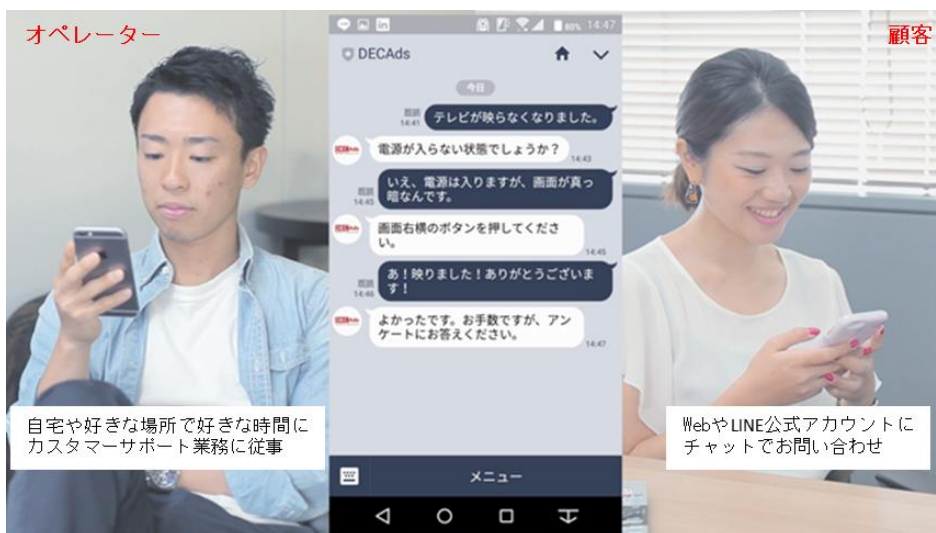 オペレーター
顧客
in
80% 14:47
DECAds
今日
テレビが映らなくなりました。
既読
14:41
電源が入らない状態でしょうか？
14:43
いえ、電源は入りますが、画面が真っ
暗なんです。
既読
14:45
画面右横のボタンを押してくださ
い。
14:45
あ！映りました！ありがとうございま
す！
既読
14:46
よかったです。お手数ですが、アン
ケートにお答えください。
14:47
メニュー
自宅や好きな場所で好きな時間に
カスタマーサポート業務に従事
WebやLINE公式アカウントに
チャットでお問い合わせ